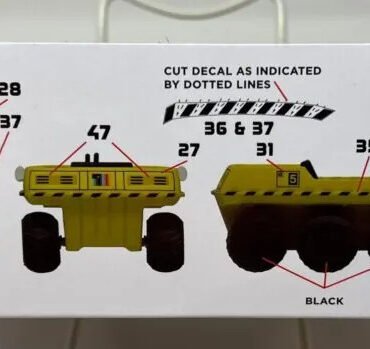 CUT DECAL AS INDICATED
BY DOTTED LINES
28
37
36 & 37
47
27
31
5
BLACK